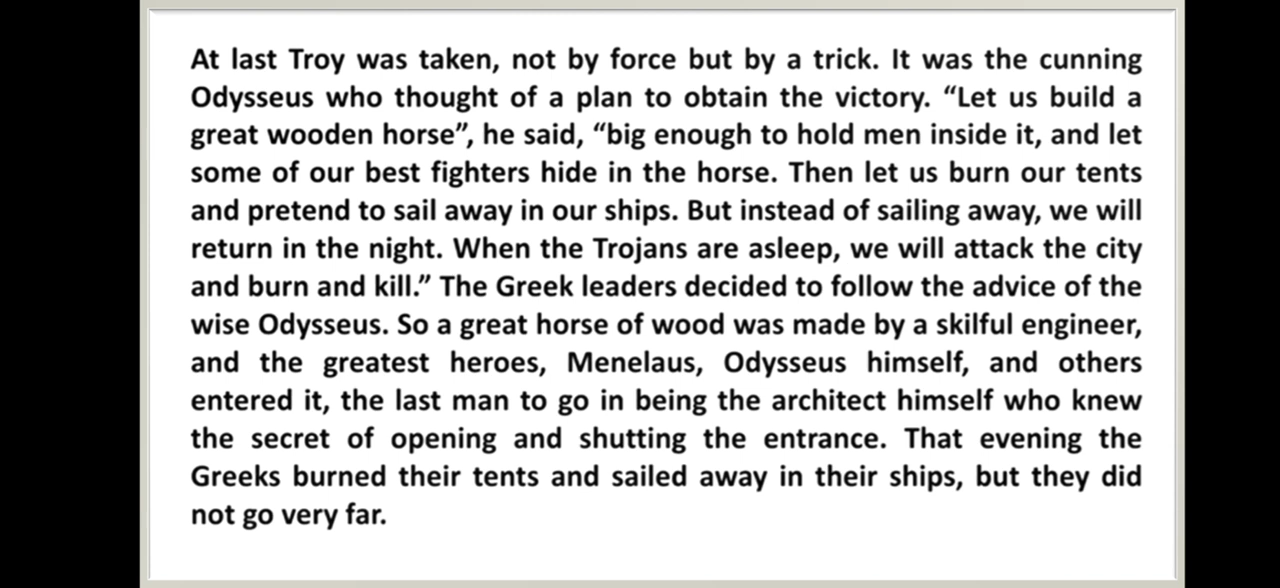 At last Troy was taken, not by force but by a trick. It was the cunning
Odysseus who thought of a plan to obtain the victory. “Let us build a
great wooden horse”, he said, “big enough to hold men inside it, and let
some of our best fighters hide in the horse. Then let us burn our tents
and pretend to sail away in our ships. But instead of sailing away, we will
return in the night. When the Trojans are asleep, we will attack the city
and burn and kill.” The Greek leaders decided to follow the advice of the
wise Odysseus. So a great horse of wood was made by a skilful engineer,
and the greatest heroes, Menelaus, Odysseus himself, and others
entered it, the last man to go in being the architect himself who knew
the secret of opening and shutting the entrance. That evening the
Greeks burned their tents and sailed away in their ships, but they did
not go very far.